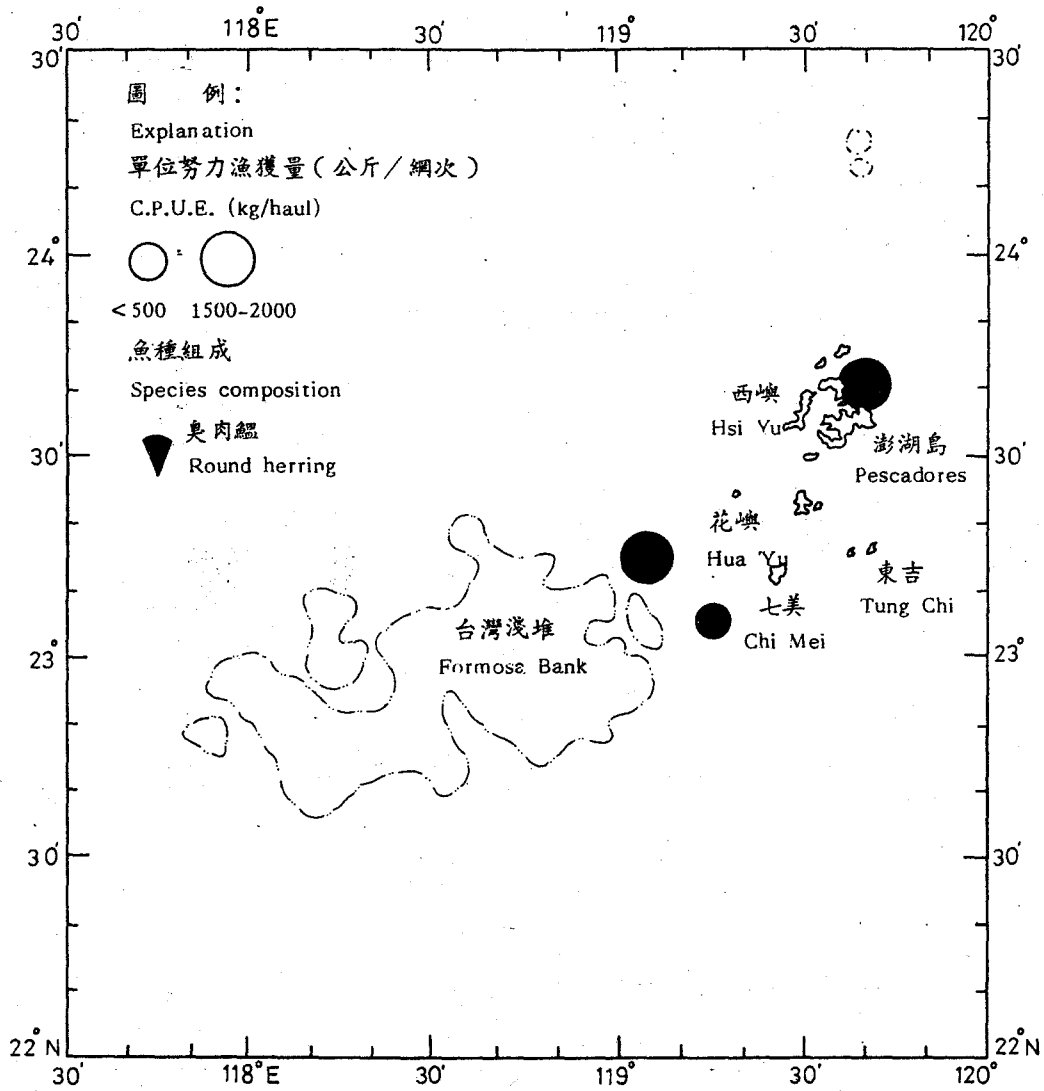 30′ 118°E 30′ 119° 30′ 120°
30′ 30′
圖 例：
Explanation
單位努力漁獲量（公斤／網次）
C.P.U.E. (kg/haul)
24° 24°
<500 1500-2000
魚種組成
Species composition
臭肉鰮
Round herring
西嶼
Hsi Yu
澎湖島
Pescadores
30′ 30′
花嶼
Hua Yu
東吉
Tung Chi
七美
Chi Mei
台灣淺堆
Formosa Bank
23° 23°
30′ 30′
22°N 22°N
30′ 118°E 30′ 119° 30′ 120°